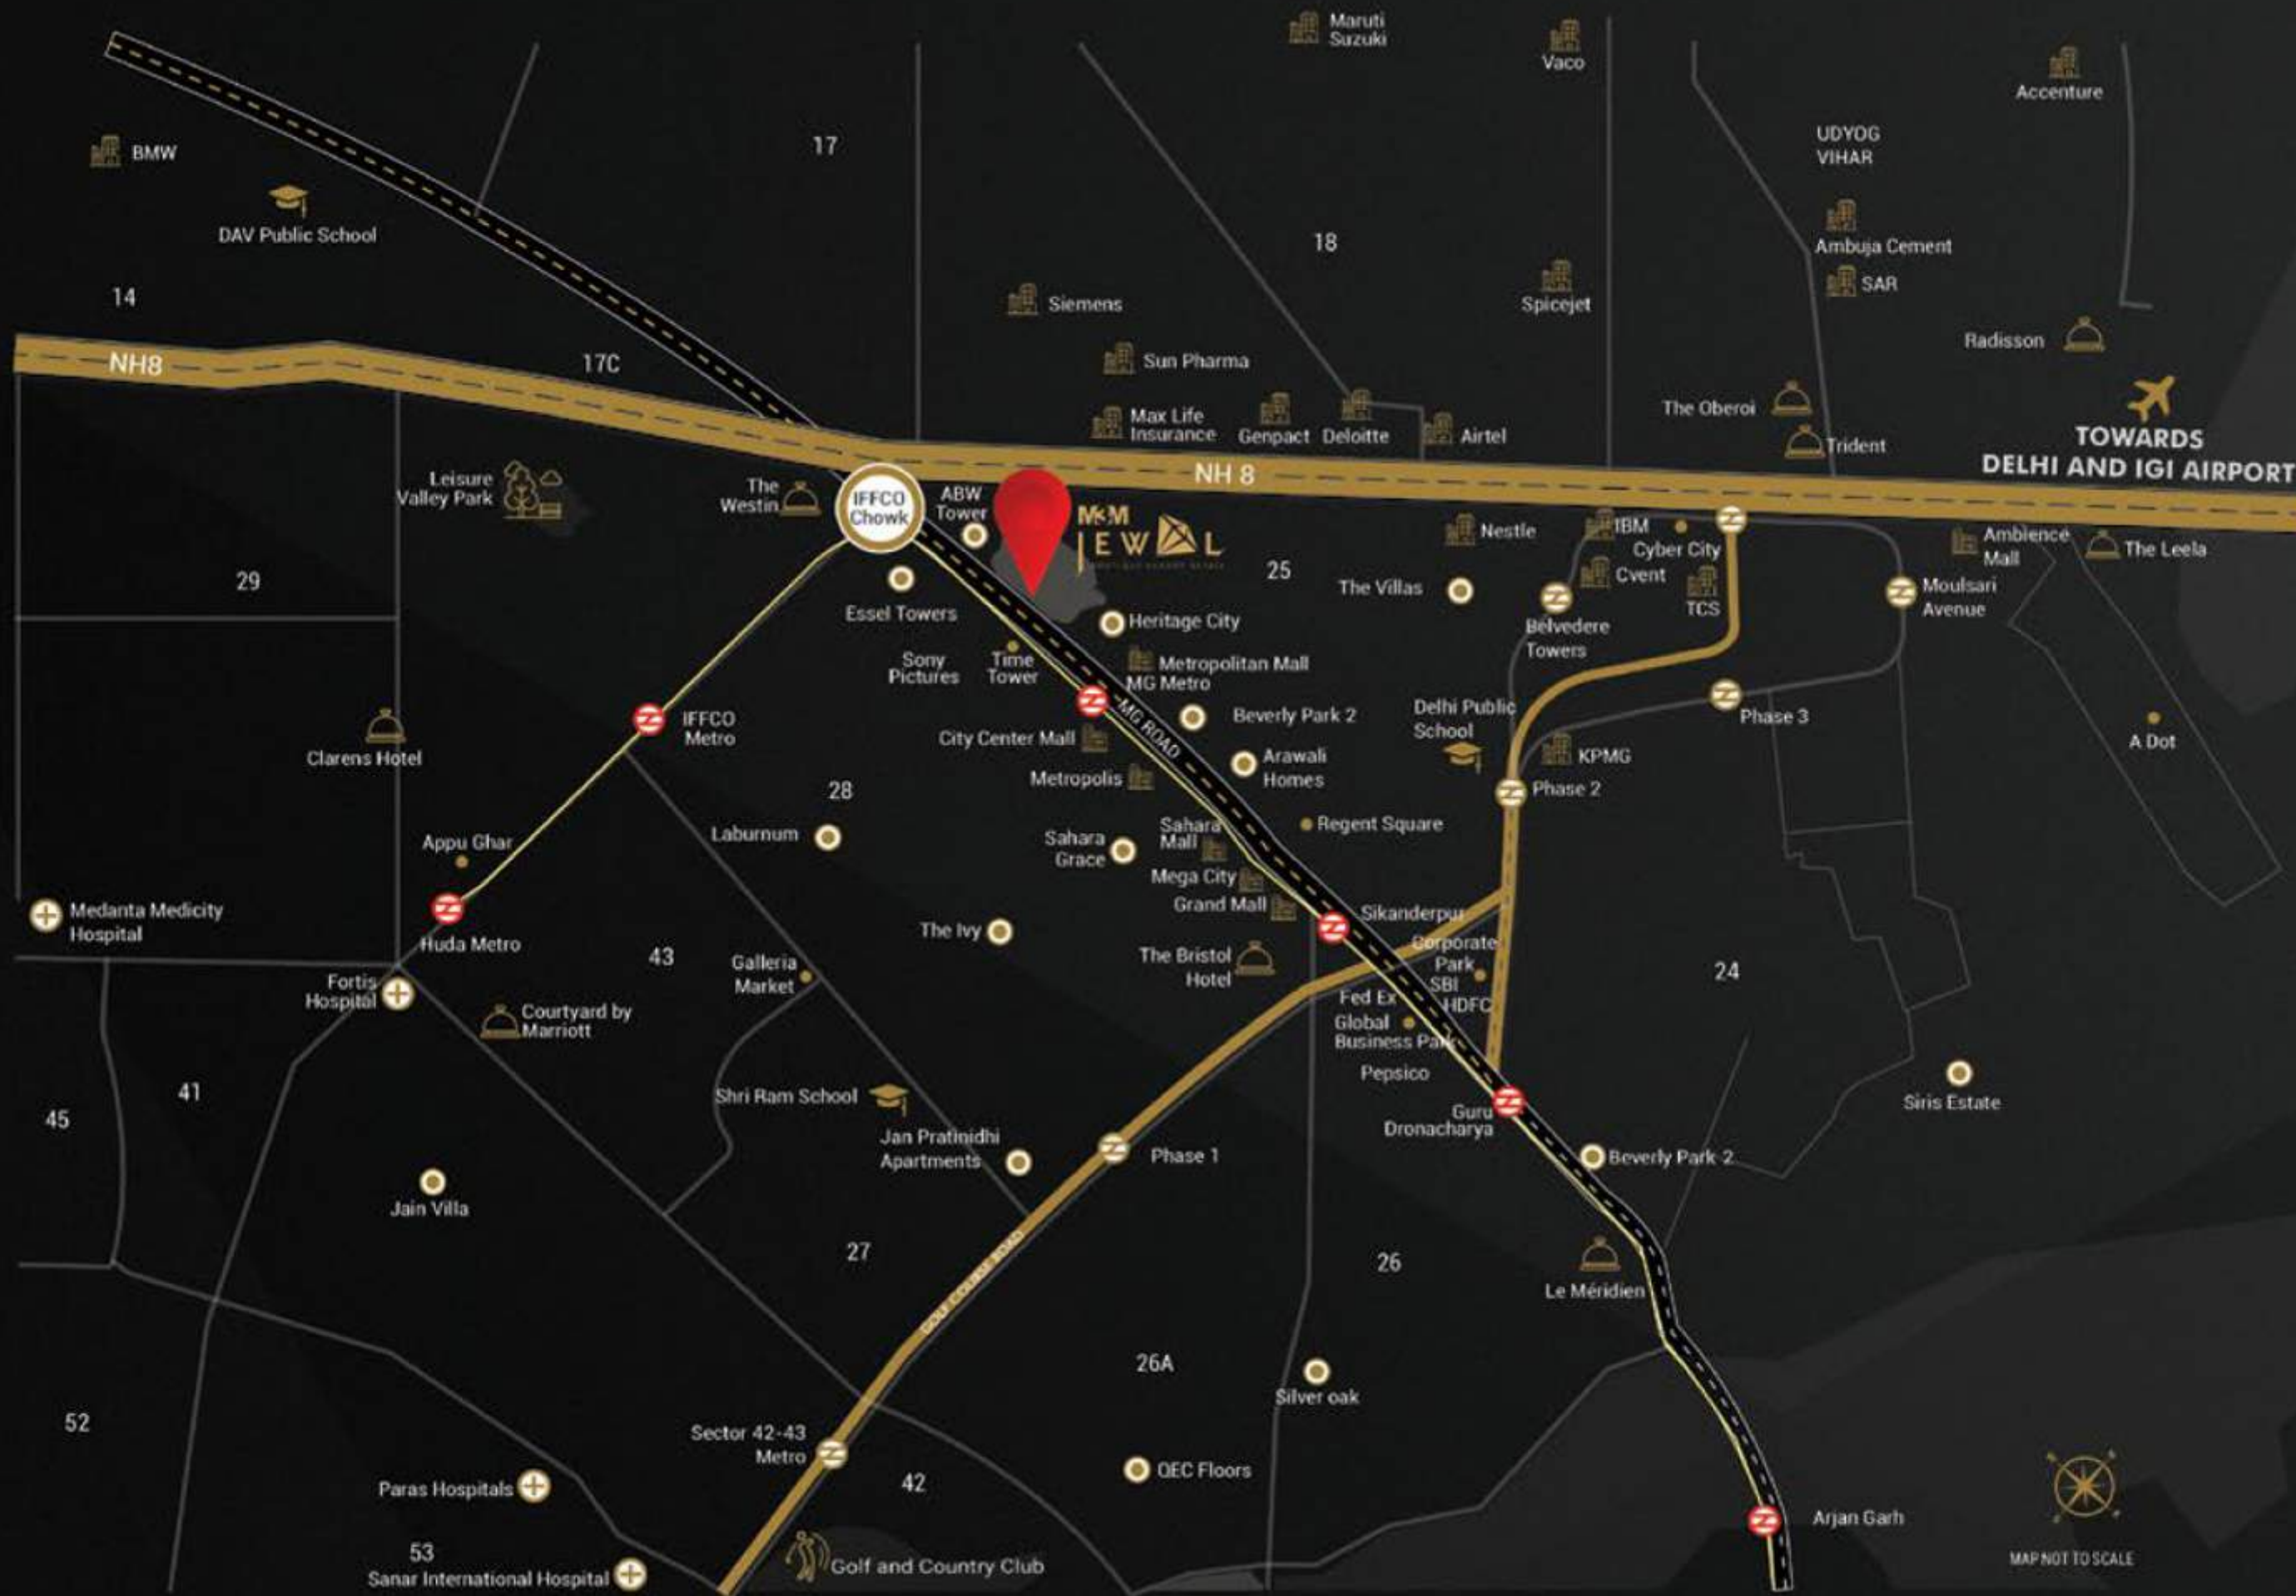 Maruti
Suzuki
Vaco
Accenture
UDYOG
VIHAR
BMW
17
DAV Public School
18
Ambuja Cement
SAR
14
Siemens
Spicejet
Radisson
NH8
17C
Sun Pharma
The Oberoi
Max Life
Insurance
Genpact
Deloitte
Airtel
Trident
TOWARDS
DELHI AND IGI AIRPORT
NH 8
Leisure
Valley Park
The
Westin
IFFCO
Chowk
ABW
Tower
M3M
JEWEL
Nestle
IBM
Cyber City
Ambience
Mall
The Leela
29
25
The Villas
Cvent
TCS
Moulsari
Avenue
Essel Towers
Heritage City
Belvedere
Towers
Sony
Pictures
Time
Tower
Metropolitan Mall
MG Metro
MG ROAD
IFFCO
Metro
City Center Mall
Beverly Park 2
Delhi Public
School
Phase 3
A Dot
Clarens Hotel
Metropolis
Arawali
Homes
KPMG
28
Phase 2
Laburnum
Sahara
Grace
Sahara
Mall
Regent Square
Appu Ghar
Mega City
Grand Mall
Sikanderpur
Medanta Medicity
Hospital
Huda Metro
The Ivy
43
Galleria
Market
The Bristol
Hotel
Corporate
Park
SBI
HDFC
24
Fortis
Hospital
Courtyard by
Marriott
Fed Ex
Global
Business Park
Pepsico
41
45
Shri Ram School
Guru
Dronacharya
Siris Estate
Jan Pratinidhi
Apartments
Phase 1
Beverly Park 2
Jain Villa
27
GOLF COURSE ROAD
26
Le Méridien
26A
Silver oak
52
Sector 42-43
Metro
42
QEC Floors
Paras Hospitals
Arjan Garh
53
Sanar International Hospital
Golf and Country Club
MAP NOT TO SCALE